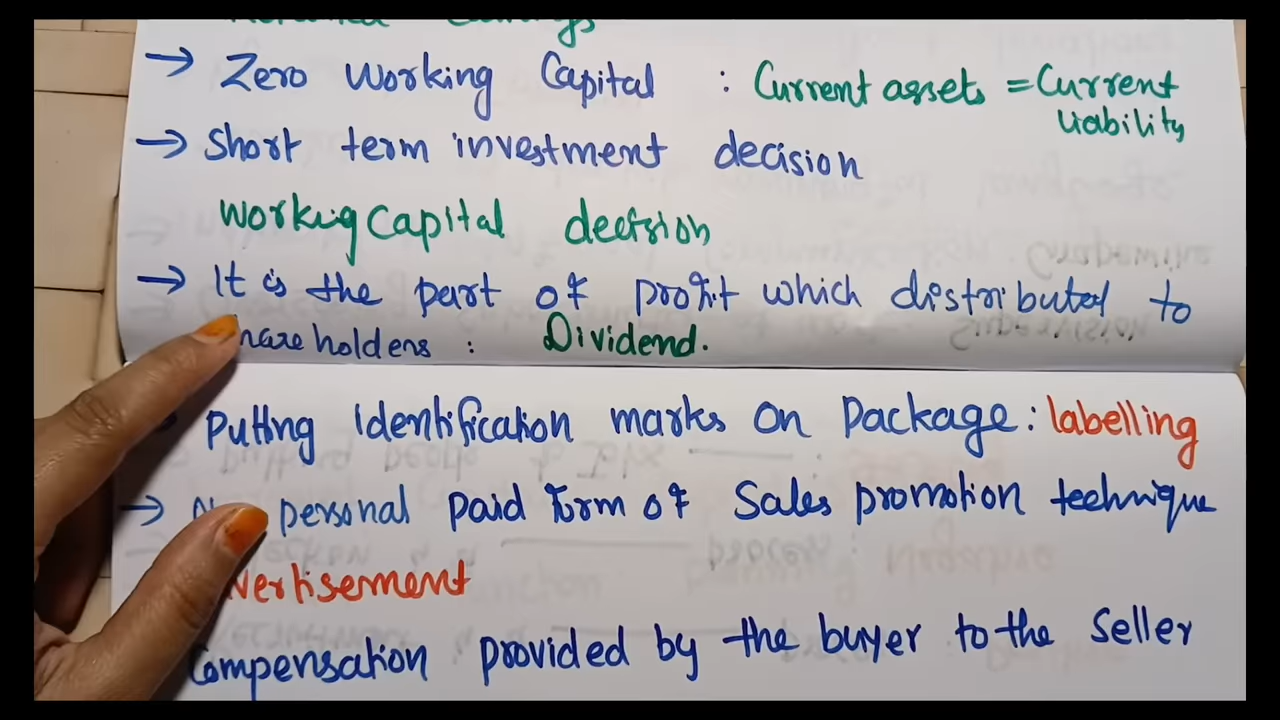 → Zero working Capital : Current assets = Current
liability
→ Short term investment decision
working Capital decision
→ It is the part of profit which distributed to
hareholders : Dividend.
Putting identification marks on Package : labelling
→ personal paid form of Sales promotion technique
vertisement
Compensation provided by the buyer to the Seller